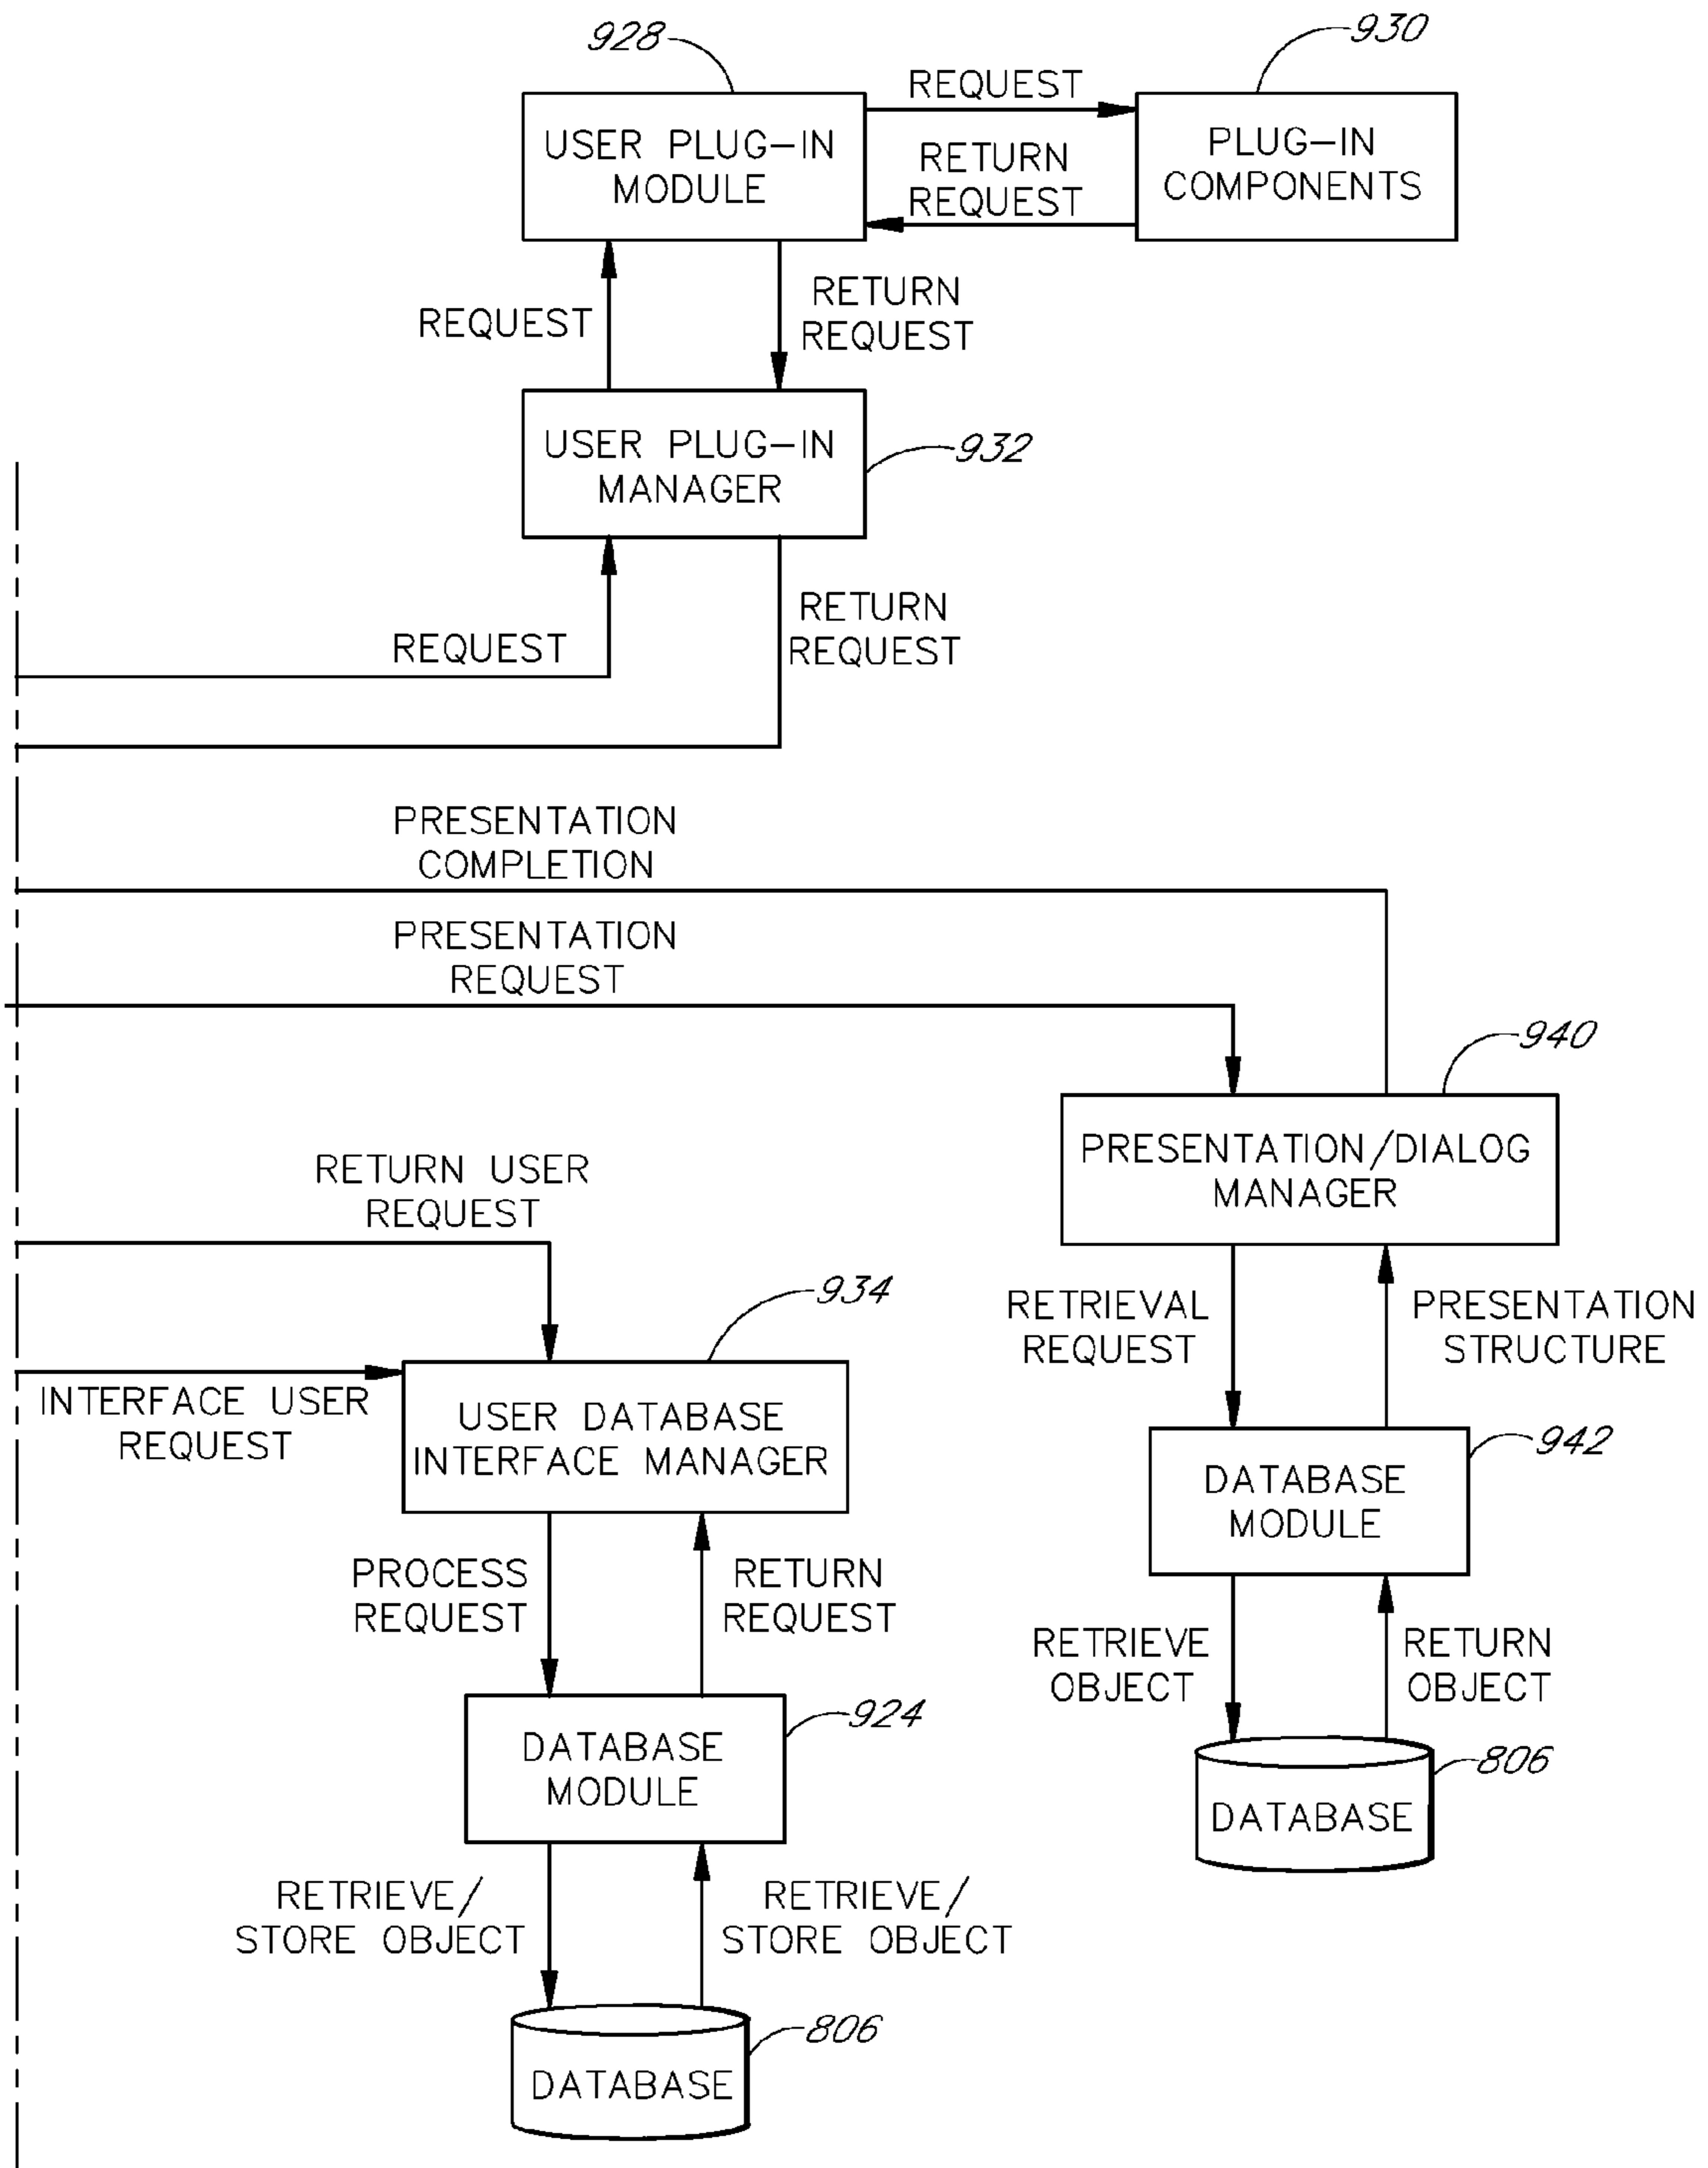 928
930
REQUEST
USER PLUG-IN
MODULE
RETURN
REQUEST
PLUG-IN
COMPONENTS
REQUEST
RETURN
REQUEST
USER PLUG-IN
MANAGER
932
REQUEST
RETURN
REQUEST
PRESENTATION
COMPLETION
PRESENTATION
REQUEST
940
PRESENTATION/DIALOG
MANAGER
RETURN USER
REQUEST
934
RETRIEVAL
REQUEST
PRESENTATION
STRUCTURE
INTERFACE USER
REQUEST
USER DATABASE
INTERFACE MANAGER
942
DATABASE
MODULE
PROCESS
REQUEST
RETURN
REQUEST
RETRIEVE
OBJECT
RETURN
OBJECT
924
DATABASE
MODULE
806
DATABASE
RETRIEVE/
STORE OBJECT
RETRIEVE/
STORE OBJECT
806
DATABASE